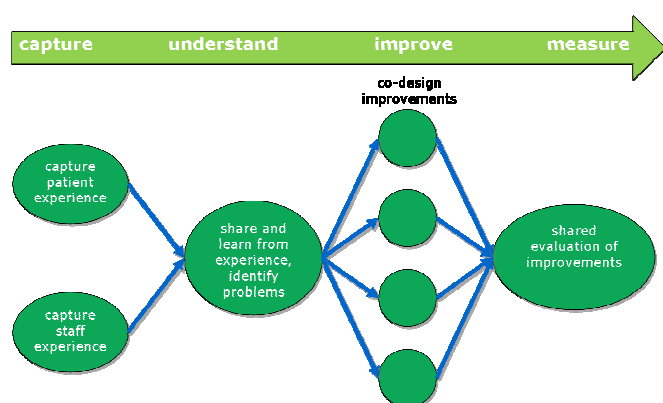 capture understand improve measure
co-design
improvements
capture
patient
experience
share and
learn from
experience,
identify
problems
shared
evaluation of
improvements
capture
staff
experience